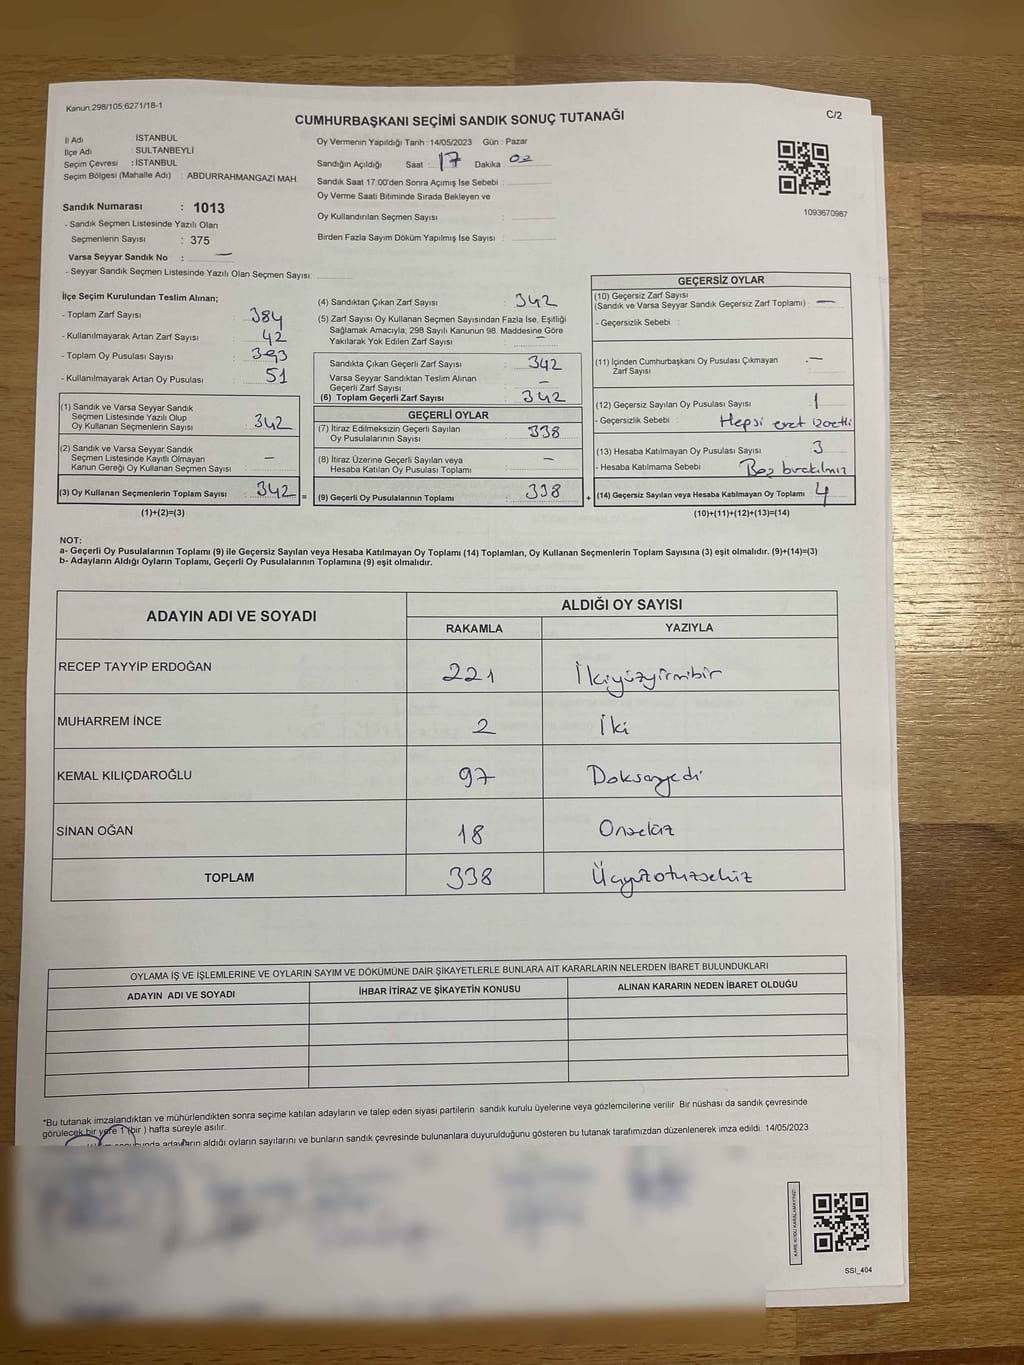 Kanun:298/105;6271/18-1
CUMHURBAŞKANI SEÇİMİ SANDIK SONUÇ TUTANAĞI
C/2
İl Adı : İSTANBUL
İlçe Adı : SULTANBEYLİ
Seçim Çevresi : İSTANBUL
Seçim Bölgesi (Mahalle Adı) : ABDURRAHMANGAZİ MAH.
Sandık Numarası : 1013
- Sandık Seçmen Listesinde Yazılı Olan
Seçmenlerin Sayısı : 375
Varsa Seyyar Sandık No : —
- Seyyar Sandık Seçmen Listesinde Yazılı Olan Seçmen Sayısı:
Oy Vermenin Yapıldığı Tarih :14/05/2023 Gün : Pazar
Sandığın Açıldığı Saat : 17 Dakika : 02
Sandık Saat 17:00'den Sonra Açımış İse Sebebi :
Oy Verme Saati Bitiminde Sırada Bekleyen ve
Oy Kullandırılan Seçmen Sayısı :
Birden Fazla Sayım Döküm Yapılmış İse Sayısı :
1093670987
İlçe Seçim Kurulundan Teslim Alınan;
- Toplam Zarf Sayısı : 384
- Kullanılmayarak Artan Zarf Sayısı : 42
- Toplam Oy Pusulası Sayısı : 393
- Kullanılmayarak Artan Oy Pusulası : 51
(1) Sandık ve Varsa Seyyar Sandık
Seçmen Listesinde Yazılı Olup
Oy Kullanan Seçmenlerin Sayısı : 342
(2) Sandık ve Varsa Seyyar Sandık
Seçmen Listesinde Kayıtlı Olmayan
Kanun Gereği Oy Kullanan Seçmen Sayısı : —
(3) Oy Kullanan Seçmenlerin Toplam Sayısı : 342 =
(1)+(2)=(3)
(4) Sandıktan Çıkan Zarf Sayısı : 342
(5) Zarf Sayısı Oy Kullanan Seçmen Sayısından Fazla İse, Eşitliği
Sağlamak Amacıyla; 298 Sayılı Kanunun 98. Maddesine Göre
Yakılarak Yok Edilen Zarf Sayısı : —
Sandıkta Çıkan Geçerli Zarf Sayısı : 342
Varsa Seyyar Sandıktan Teslim Alınan
Geçerli Zarf Sayısı : —
(6) Toplam Geçerli Zarf Sayısı : 342
GEÇERLİ OYLAR
(7) İtiraz Edilmeksizin Geçerli Sayılan
Oy Pusulalarının Sayısı : 338
(8) İtiraz Üzerine Geçerli Sayılan veya
Hesaba Katılan Oy Pusulası Toplamı : —
(9) Geçerli Oy Pusulalarının Toplamı : 338 +
GEÇERSİZ OYLAR
(10) Geçersiz Zarf Sayısı
(Sandık ve Varsa Seyyar Sandık Geçersiz Zarf Toplamı) : —
- Geçersizlik Sebebi :
(11) İçinden Cumhurbaşkanı Oy Pusulası Çıkmayan
Zarf Sayısı : —
(12) Geçersiz Sayılan Oy Pusulası Sayısı : 1
- Geçersizlik Sebebi : Hepsi evet
(13) Hesaba Katılmayan Oy Pusulası Sayısı : 3
- Hesaba Katılmama Sebebi : Boş bırakılmış
(14) Geçersiz Sayılan veya Hesaba Katılmayan Oy Toplamı : 4
(10)+(11)+(12)+(13)=(14)
NOT:
a- Geçerli Oy Pusulalarının Toplamı (9) ile Geçersiz Sayılan veya Hesaba Katılmayan Oy Toplamı (14) Toplamları, Oy Kullanan Seçmenlerin Toplam Sayısına (3) eşit olmalıdır. (9)+(14)=(3)
b- Adayların Aldığı Oyların Toplamı, Geçerli Oy Pusulalarının Toplamına (9) eşit olmalıdır.
ADAYIN ADI VE SOYADI
ALDIĞI OY SAYISI
RAKAMLA YAZIYLA
RECEP TAYYİP ERDOĞAN 221 İkiyüzyirmibir
MUHARREM İNCE 2 İki
KEMAL KILIÇDAROĞLU 97 Doksanyedi
SİNAN OĞAN 18 Onsekiz
TOPLAM 338 Üçyüzotuzsekiz
OYLAMA İŞ VE İŞLEMLERİNE VE OYLARIN SAYIM VE DÖKÜMÜNE DAİR ŞİKAYETLERLE BUNLARA AİT KARARLARIN NELERDEN İBARET BULUNDUKLARI
ADAYIN ADI VE SOYADI İHBAR İTİRAZ VE ŞİKAYETİN KONUSU ALINAN KARARIN NEDEN İBARET OLDUĞU
*Bu tutanak imzalandıktan ve mühürlendikten sonra seçime katılan adayların ve talep eden siyasi partilerin sandık kurulu üyelerine veya gözlemcilerine verilir. Bir nüshası da sandık çevresinde
görülecek bir yere 1 (bir ) hafta süreyle asılır.
adayların aldığı oyların sayılarını ve bunların sandık çevresinde bulunanlara duyurulduğunu gösteren bu tutanak tarafımızdan düzenlenerek imza edildi. 14/05/2023
KARE KODU KARALAMAYINIZ!
SSI_404